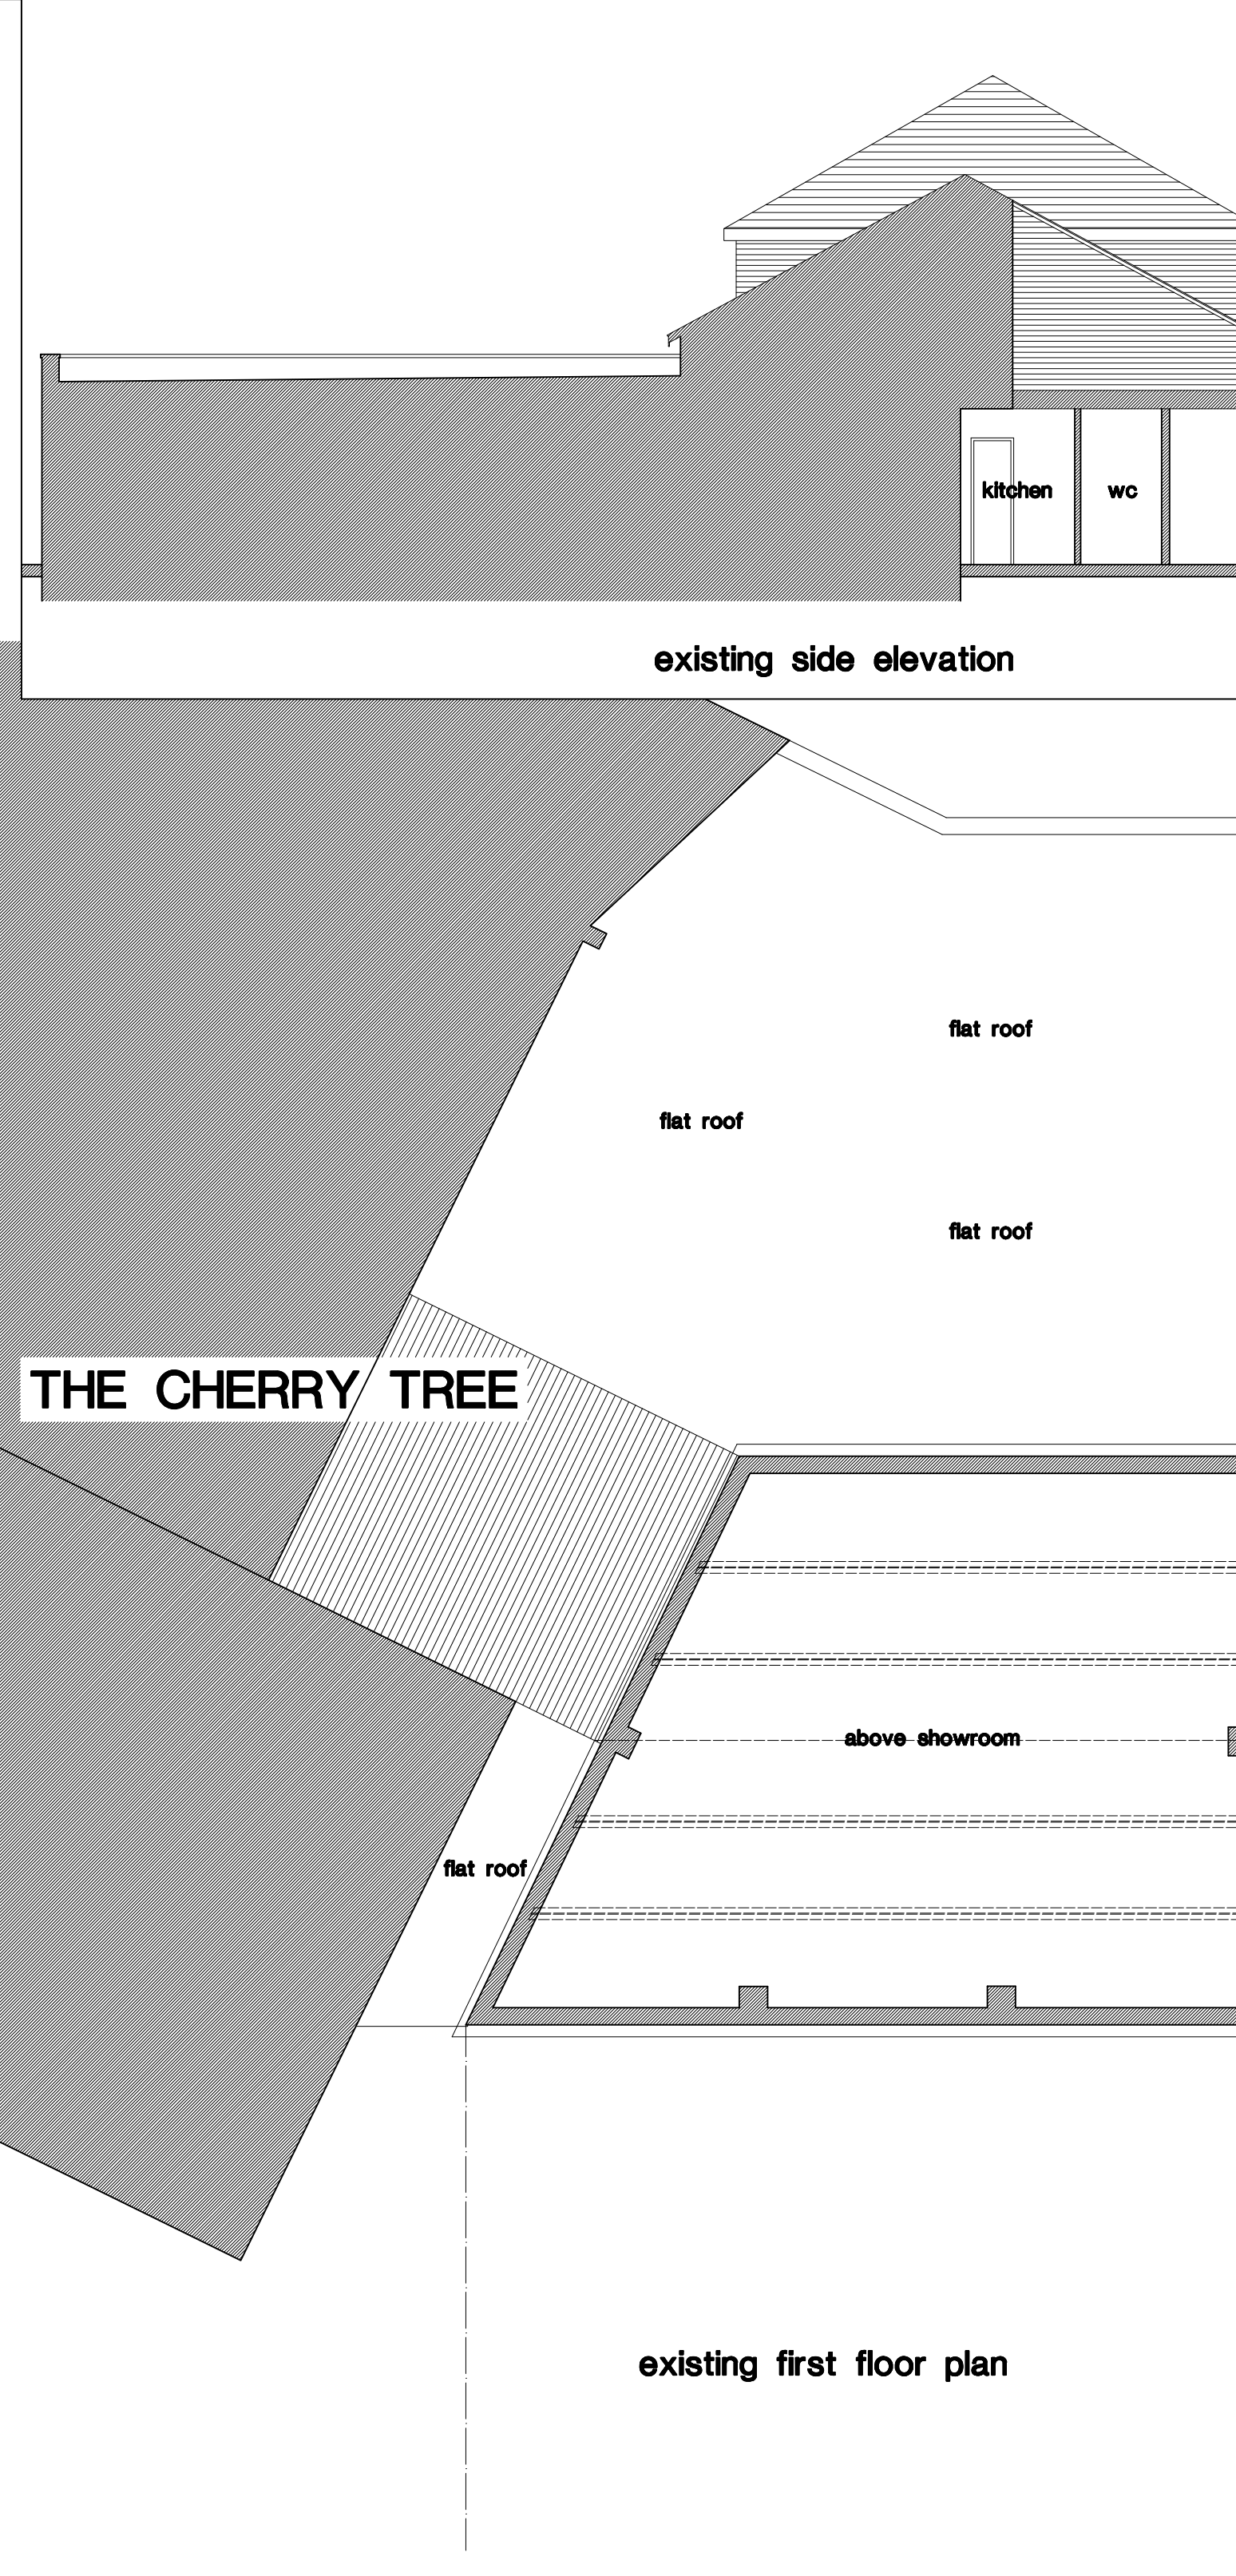 kitchen
wc
existing side elevation
flat roof
flat roof
flat roof
THE CHERRY TREE
above showroom
flat roof
existing first floor plan